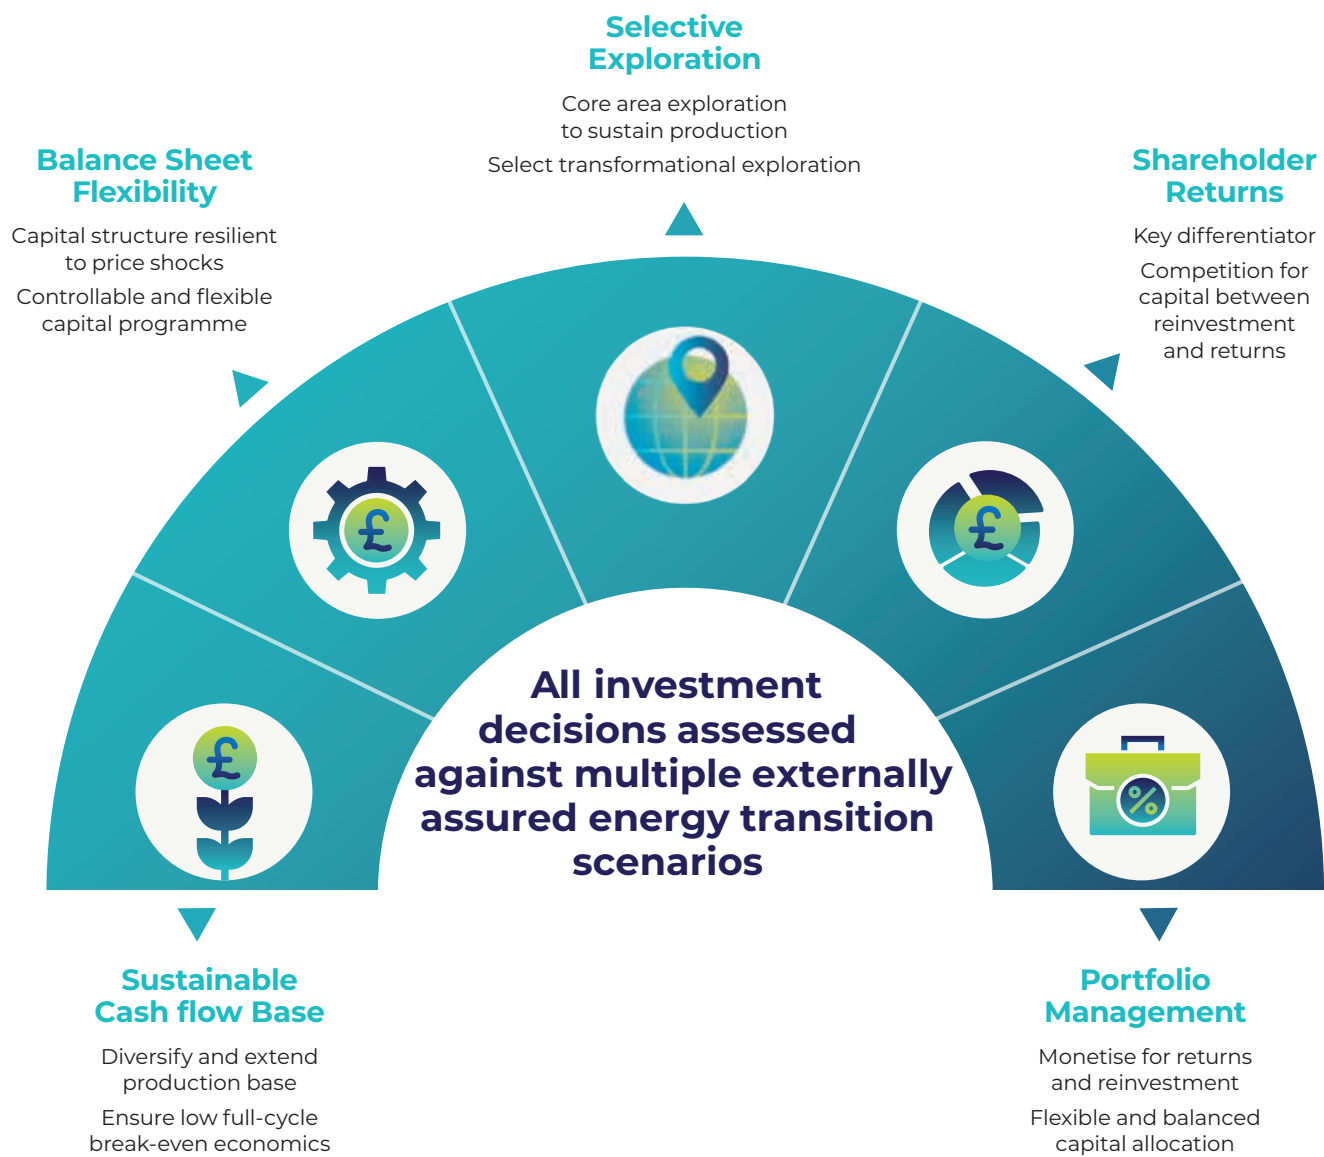 Selective
Exploration
Core area exploration
to sustain production
Select transformational exploration
Balance Sheet
Flexibility
Capital structure resilient
to price shocks
Controllable and flexible
capital programme
Shareholder
Returns
Key differentiator
Competition for
capital between
reinvestment
and returns
£
£
£
%
All investment
decisions assessed
against multiple externally
assured energy transition
scenarios
Sustainable
Cash flow Base
Diversify and extend
production base
Ensure low full-cycle
break-even economics
Portfolio
Management
Monetise for returns
and reinvestment
Flexible and balanced
capital allocation